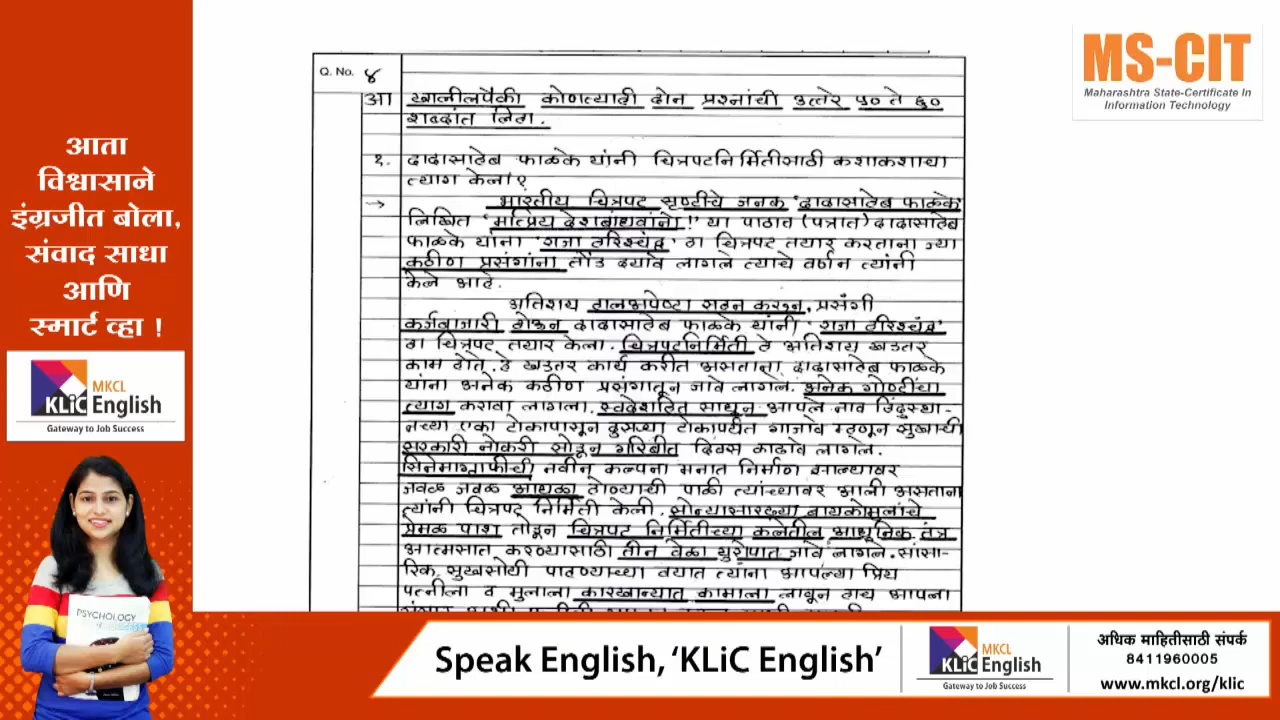 आता
विश्वासाने
इंग्रजीत बोला,
संवाद साधा
आणि
स्मार्ट व्हा !
MKCL
KLiC English
Gateway to Job Success
PSYCHOLOGY
MS-CIT
Maharashtra State-Certificate In
Information Technology
Q. No. ४
आ खालीलपैकी कोणत्याही दोन प्रश्नांची उत्तरे ५० ते ६०
शब्दांत लिहा.
१. दादासाहेब फाळके यांनी चित्रपटनिर्मितीसाठी कशाकशाचा
त्याग केला?
→ भारतीय चित्रपट सृष्टीचे जनक 'दादासाहेब फाळके'
लिखित 'मत्प्रिय देशबांधवांनो!' या पाठात (पत्रात) दादासाहेब
फाळके यांना 'राजा हरिश्चंद्र' हा चित्रपट तयार करताना ज्या
कठीण प्रसंगांना तोंड द्यावे लागले त्याचे वर्णन त्यांनी
केले आहे.
अतिशय हालअपेष्टा सहन करून, प्रसंगी
कर्जबाजारी होऊन दादासाहेब फाळके यांनी 'राजा हरिश्चंद्र'
हा चित्रपट तयार केला. चित्रपटनिर्मिती हे अतिशय खडतर
काम होते. हे खडतर कार्य करीत असताना दादासाहेब फाळके
यांना अनेक कठीण प्रसंगातून जावे लागले. अनेक गोष्टींचा
त्याग करावा लागला. स्वदेशहित साधून आपले नाव हिंदुस्था-
नच्या एका टोकापासून दुसऱ्या टोकापर्यंत गाजावे म्हणून सुखाची
सरकारी नोकरी सोडून गरिबीत दिवस काढावे लागले.
सिनेमाग्राफीची नवीन कल्पना मनात निर्माण झाल्यावर
जवळ जवळ आंधळा होण्याची पाळी त्यांच्यावर आली असताना
त्यांनी चित्रपट निर्मिती केली. सोन्यासारख्या बायकोमुलांचे
प्रेमळ पाश तोडून चित्रपट निर्मितीच्या कलेतील आधुनिक तंत्र
आत्मसात करण्यासाठी तीन वेळा युरोपात जावे लागले. सांसा-
रिक सुखसोयी पाहण्याच्या वयात त्यांना आपल्या प्रिय
पत्नीला व मुलाला कारखान्यात कामाला लावून हाच आपला
Speak English, 'KLiC English'
MKCL
KLiC English
Gateway to Job Success
अधिक माहितीसाठी संपर्क
8411960005
www.mkcl.org/klic